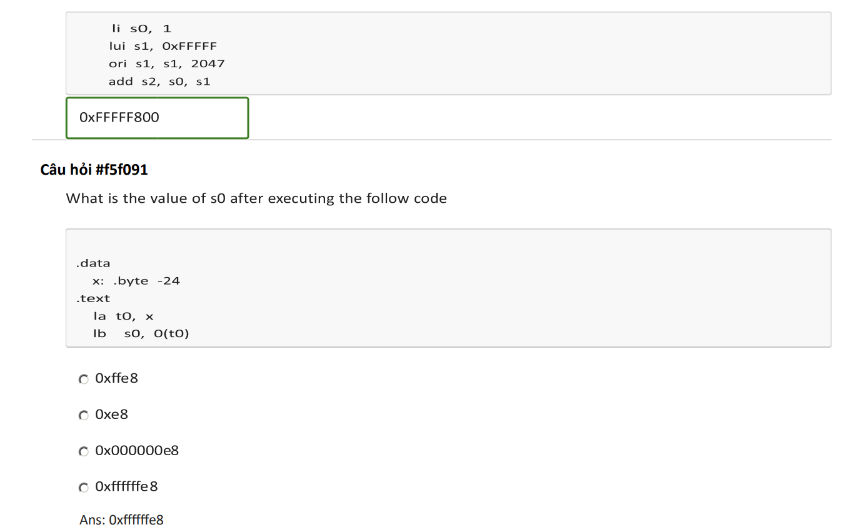 li s0, 1
lui s1, 0xFFFFF
ori s1, s1, 2047
add s2, s0, s1
0xFFFFF800
Câu hỏi #f5f091
What is the value of s0 after executing the follow code
.data
x: .byte -24
.text
la t0, x
lb s0, 0(t0)
0xffe8
0xe8
0x000000e8
0xffffffe8
Ans: 0xffffffe8